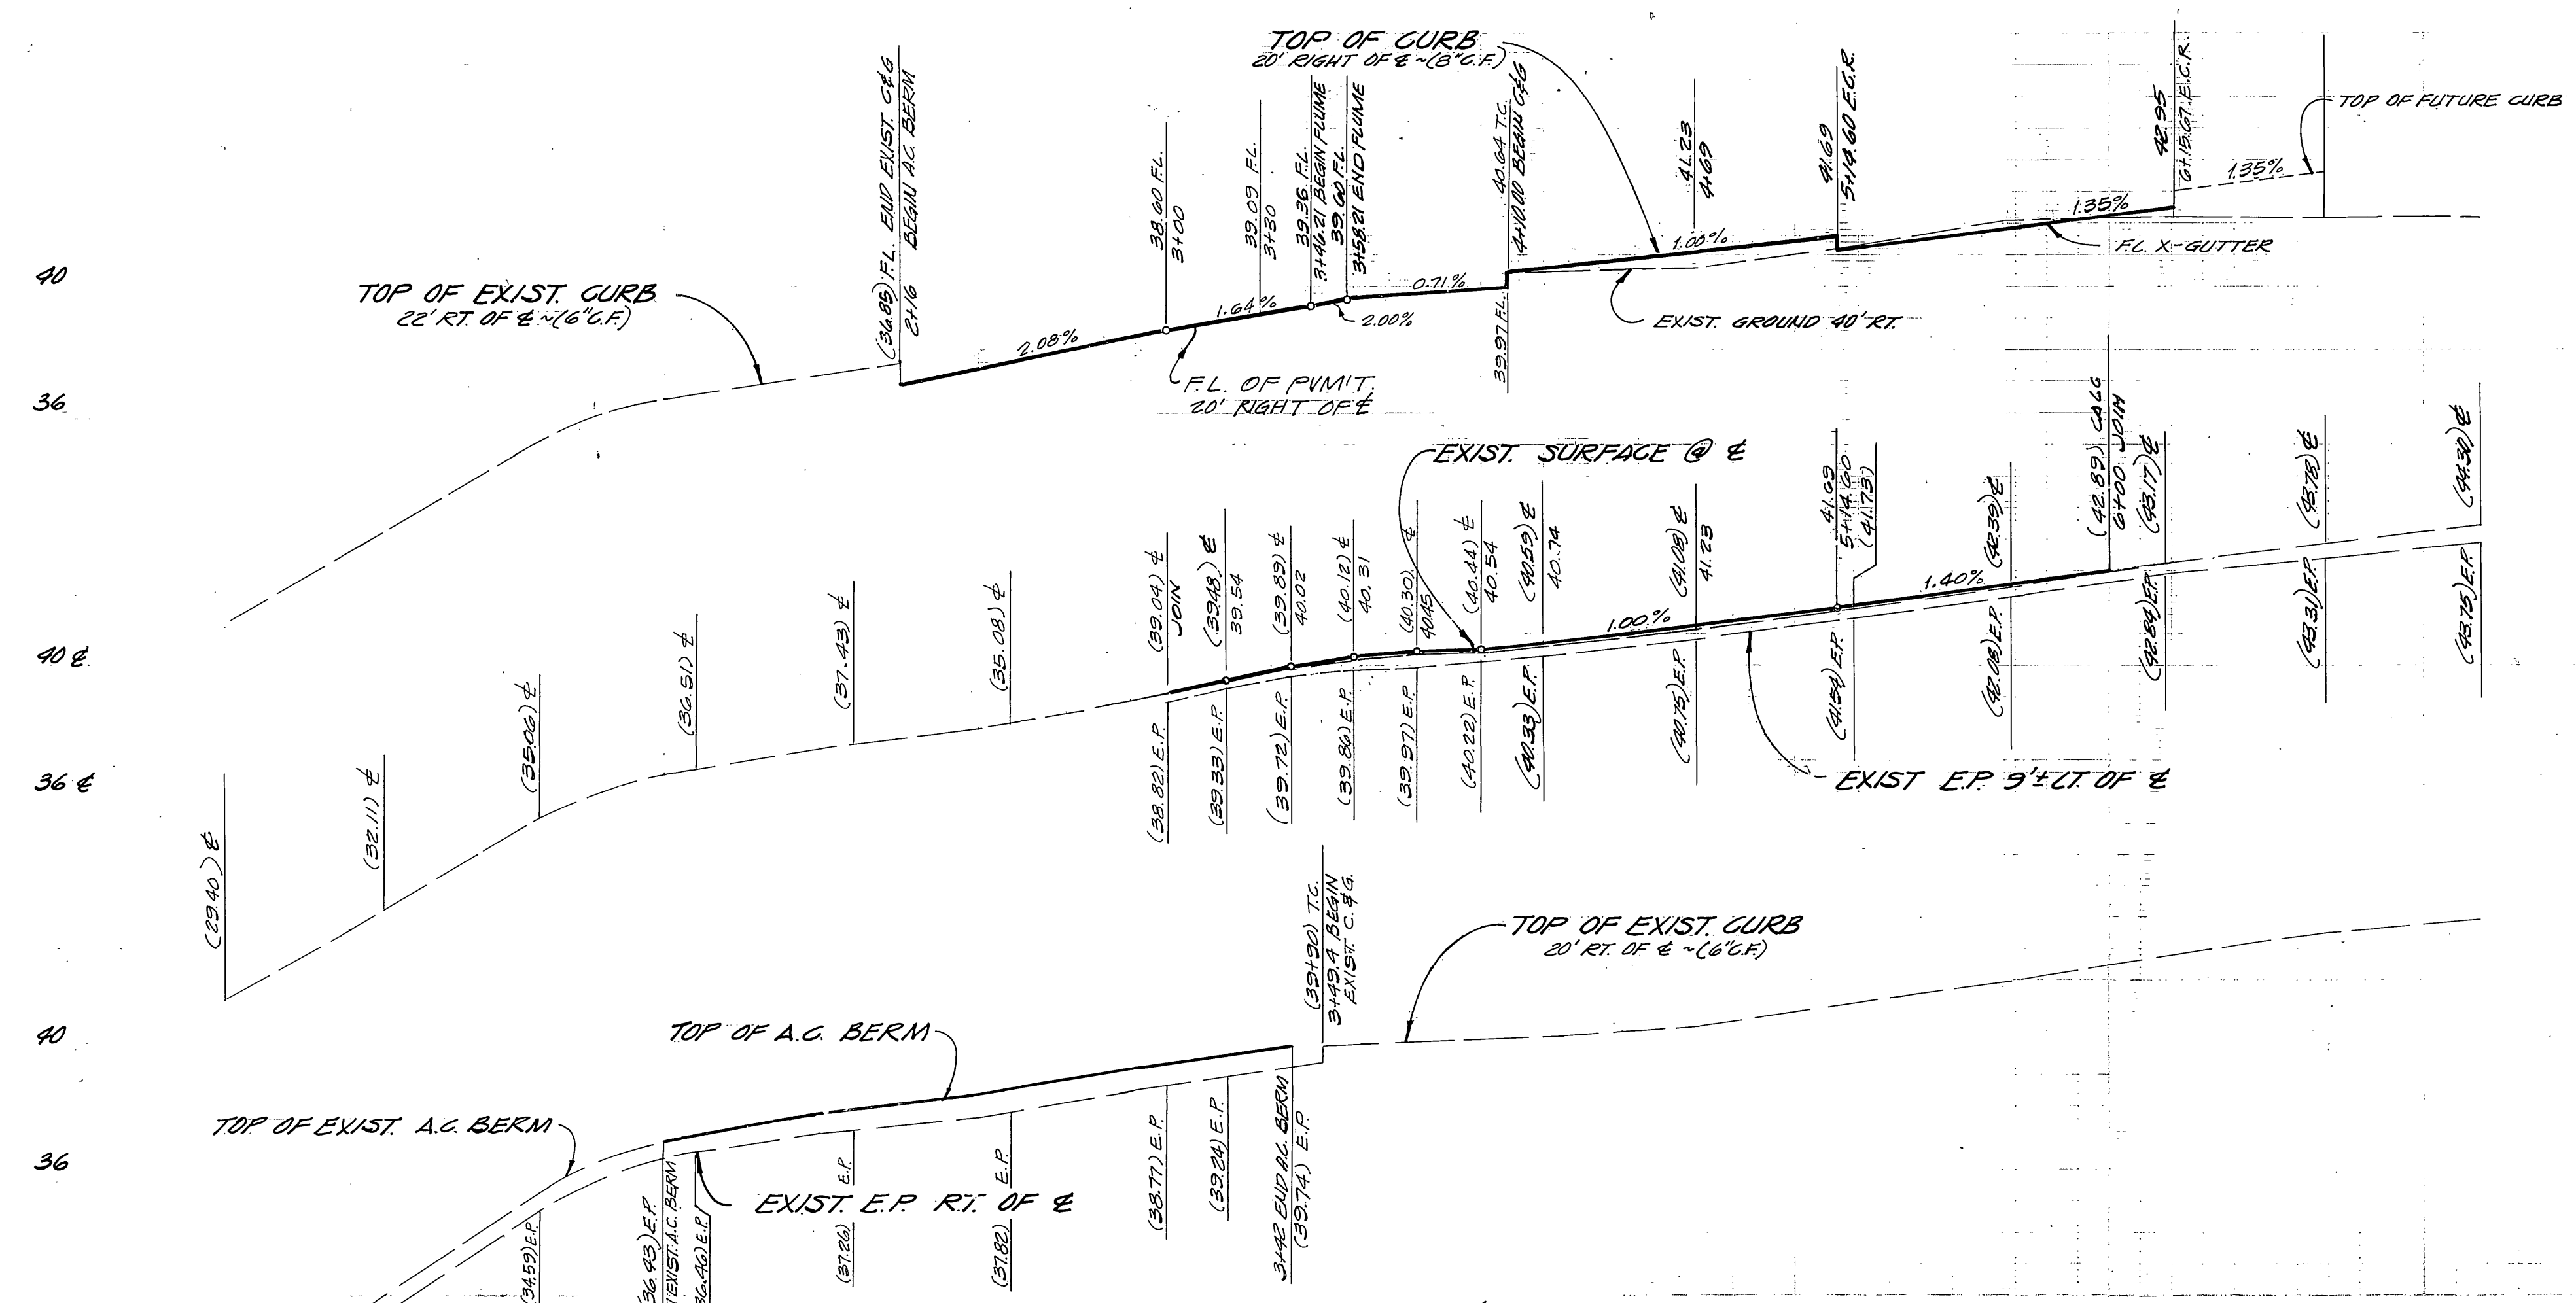 TOP OF CURB
20' RIGHT OF ℄ ~ (8" C.F.)
(36.85) F.L. END EXIST. C&G
2+16 BEGIN A.C. BERM
38.60 F.L.
3+00
39.09 F.L.
3+30
39.36 F.L.
3+46.21 BEGIN FLUME
39.60 F.L.
3+58.21 END FLUME
40.64 T.C.
4+10.00 BEGIN C&G
39.97 F.L.
41.23
4+69
41.69
5+14.60 E.C.R.
42.95
6+15.67 E.C.R.
TOP OF FUTURE CURB
1.35%
1.35%
F.L. X-GUTTER
1.00%
0.71%
2.00%
1.64%
2.08%
EXIST. GROUND 40' RT.
F.L. OF PVM'T.
20' RIGHT OF ℄
TOP OF EXIST. CURB
22' RT. OF ℄ ~ (6" C.F.)
40
36
EXIST. SURFACE @ ℄
40 ℄
36 ℄
(29.40) ℄
(32.11) ℄
(35.06) ℄
(36.51) ℄
(37.43) ℄
(35.08) ℄
(39.04) ℄
JOIN
(39.48) ℄
39.54
(39.89) ℄
40.02
(40.12) ℄
40.31
(40.30) ℄
40.45
(40.44) ℄
40.54
(40.59) ℄
40.74
(41.08) ℄
41.23
41.69
5+14.60
(41.73)
(42.39) ℄
(42.89)
6+00 JOIN
(43.17) ℄
(43.78) ℄
(44.30) ℄
1.00%
1.40%
(38.82) E.P.
(39.33) E.P.
(39.72) E.P.
(39.86) E.P.
(39.97) E.P.
(40.22) E.P.
(40.33) E.P.
(40.75) E.P.
(41.54) E.P.
(42.08) E.P.
(42.84) E.P.
(43.31) E.P.
(43.75) E.P.
EXIST E.P. 9'± LT. OF ℄
(39+90) T.C.
3+49.4 BEGIN
EXIST. C.&G.
TOP OF EXIST. CURB
20' RT. OF ℄ ~ (6" C.F.)
40
36
TOP OF A.C. BERM
TOP OF EXIST. A.C. BERM
EXIST. E.P. RT. OF ℄
(34.59) E.P.
(36.43) E.P.
EXIST. A.C. BERM
36.46) E.P.
(37.26) E.P.
(37.82) E.P.
(38.77) E.P.
(39.24) E.P.
3+42 END A.C. BERM
(39.74) E.P.